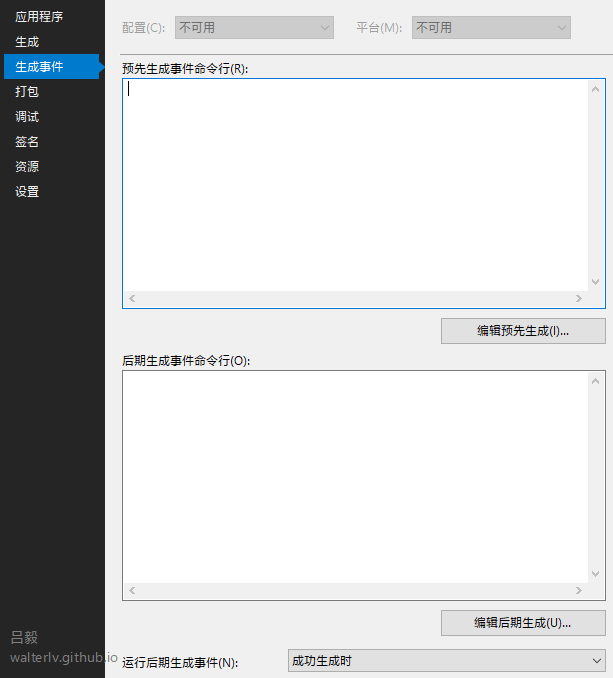 应用程序
生成
生成事件
打包
调试
签名
资源
设置
配置(C): 不可用 平台(M): 不可用
预先生成事件命令行(R):
编辑预先生成(I)...
后期生成事件命令行(O):
编辑后期生成(U)...
运行后期生成事件(N): 成功生成时
吕毅
walterlv.github.io